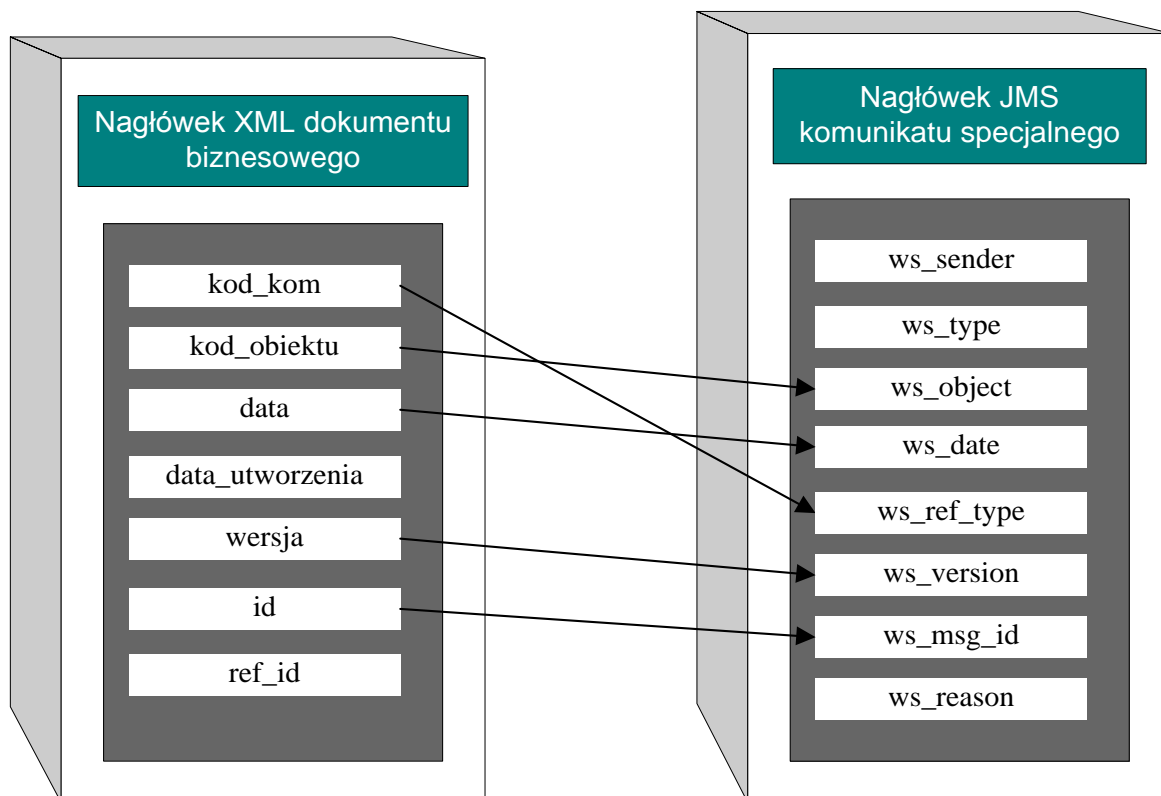 Nagłówek XML dokumentu
biznesowego
kod_kom
kod_obiektu
data
data_utworzenia
wersja
id
ref_id
Nagłówek JMS
komunikatu specjalnego
ws_sender
ws_type
ws_object
ws_date
ws_ref_type
ws_version
ws_msg_id
ws_reason